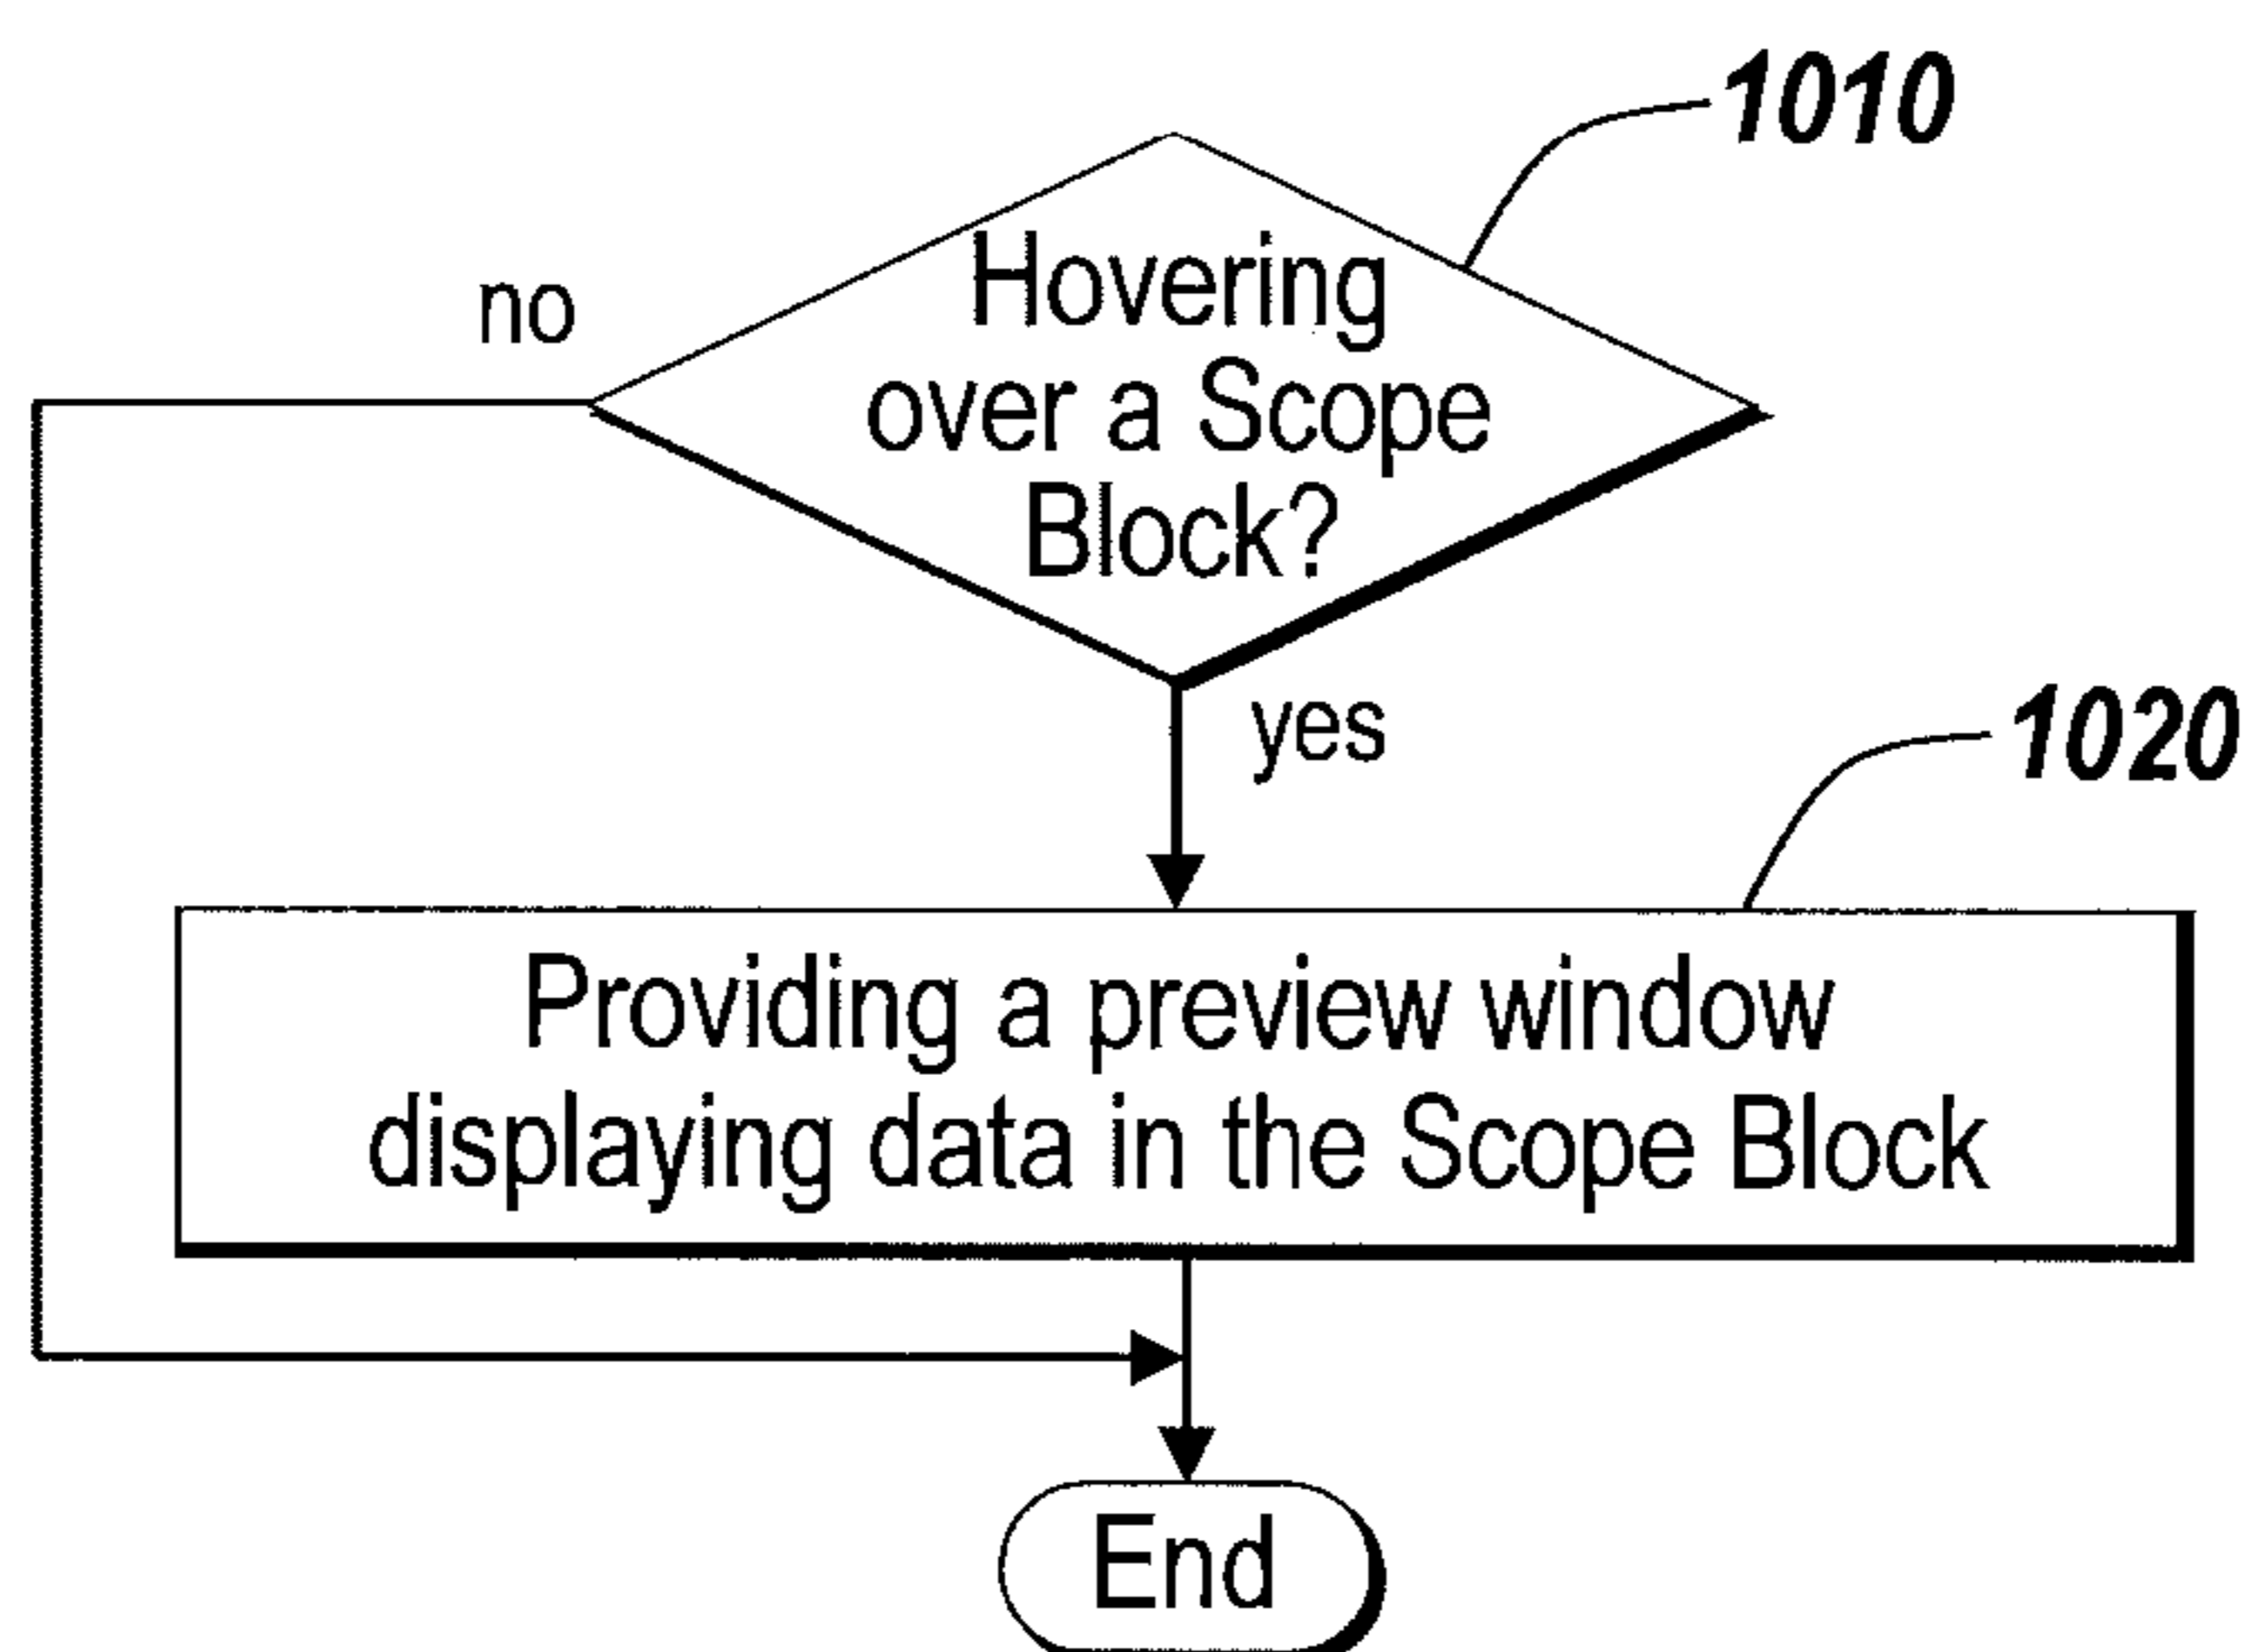 1010
Hovering
over a Scope
Block?
no
yes
1020
Providing a preview window
displaying data in the Scope Block
End